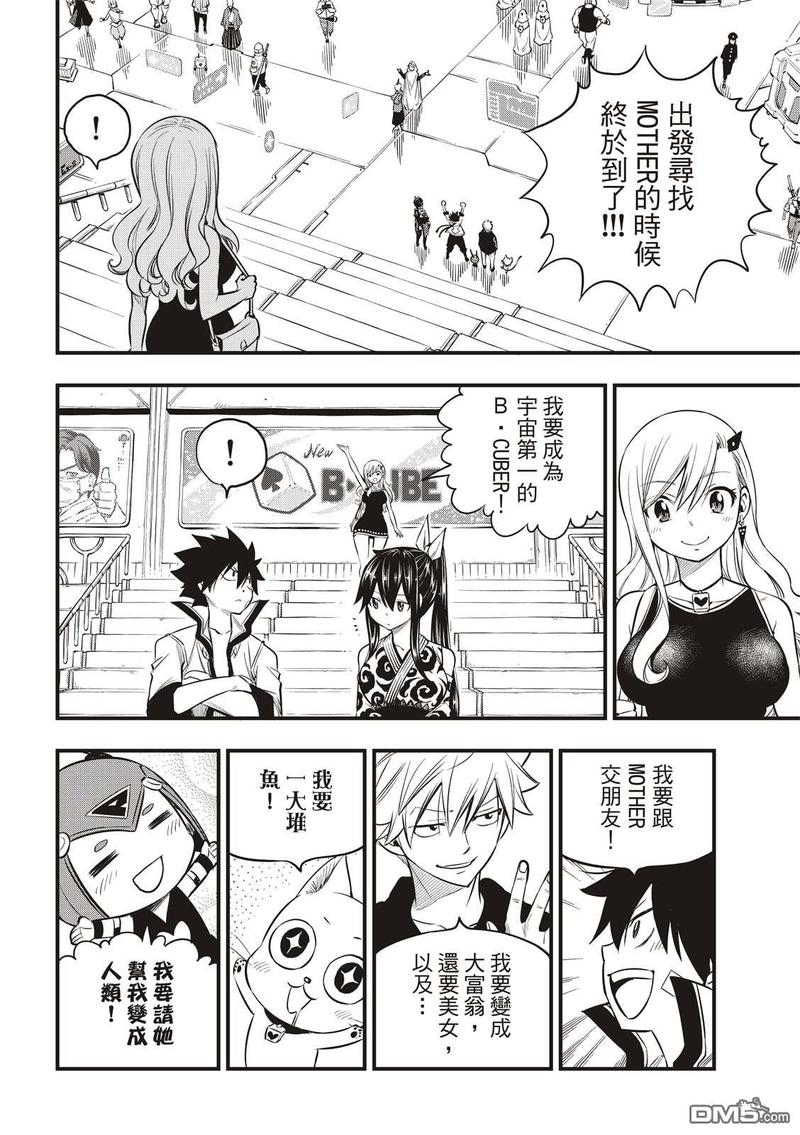 出發尋找
MOTHER的時候
終於到了!!!
！
我要成為
宇宙第一的
B・CUBER！
！
New
B CUBE
我要跟
MOTHER
交朋友！
我要變成
大富翁，
還要美女，
以及…
我要
一大堆
魚！
我要請她
幫我變成
人類！
DM5.com